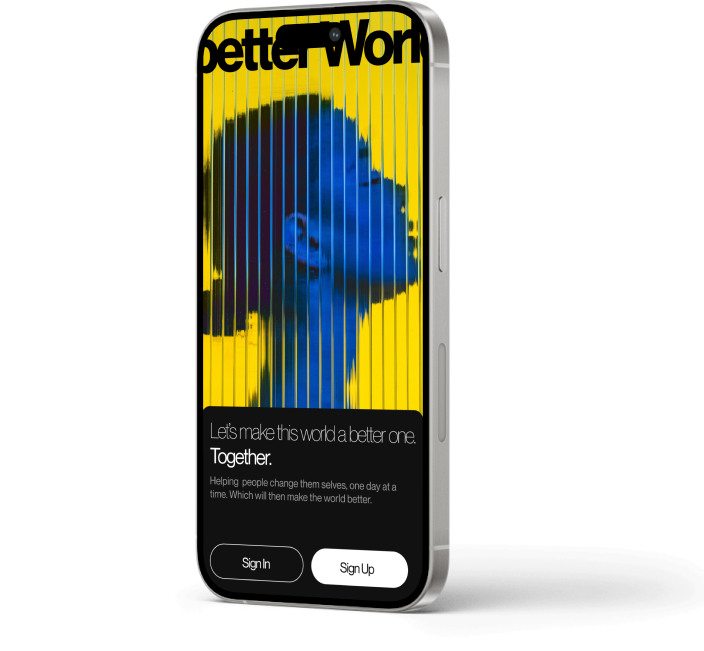 better Worl
Let's make this world a better one.
Together.
Helping people change them selves, one day at a
time. Which will then make the world better.
Sign In
Sign Up